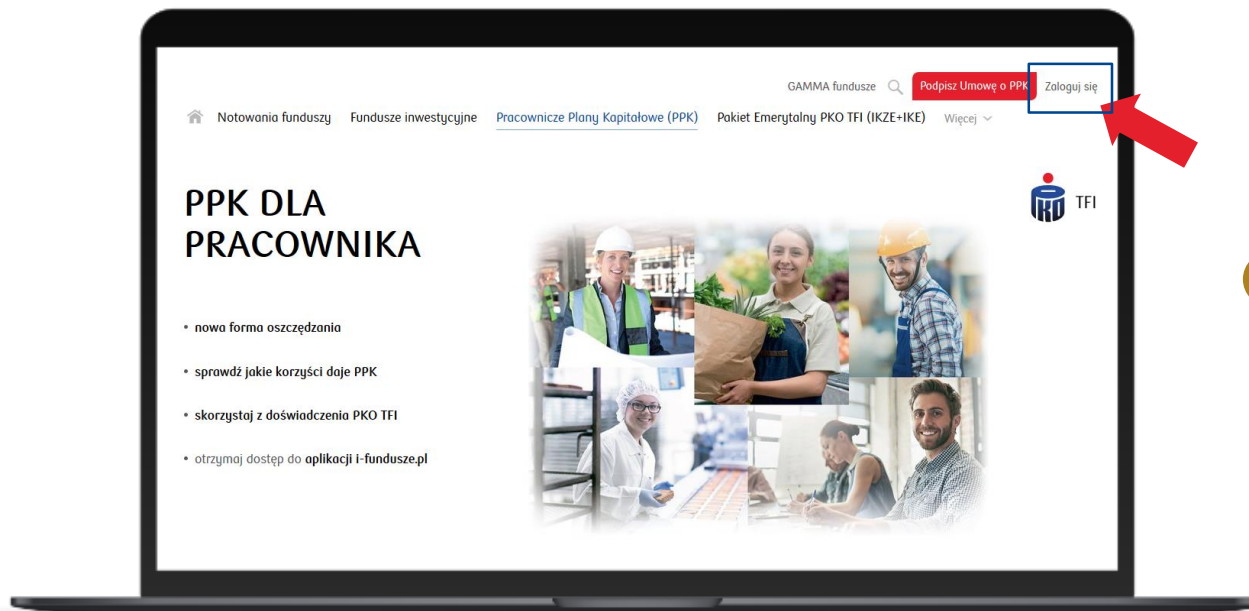 GAMMA fundusze
Podpisz Umowę o PPK
Zaloguj się
Notowania funduszy
Fundusze inwestycyjne
Pracownicze Plany Kapitałowe (PPK)
Pakiet Emerytalny PKO TFI (IKZE+IKE)
Więcej
PKO TFI
PPK DLA
PRACOWNIKA
• nowa forma oszczędzania
• sprawdź jakie korzyści daje PPK
• skorzystaj z doświadczenia PKO TFI
• otrzymaj dostęp do aplikacji i-fundusze.pl